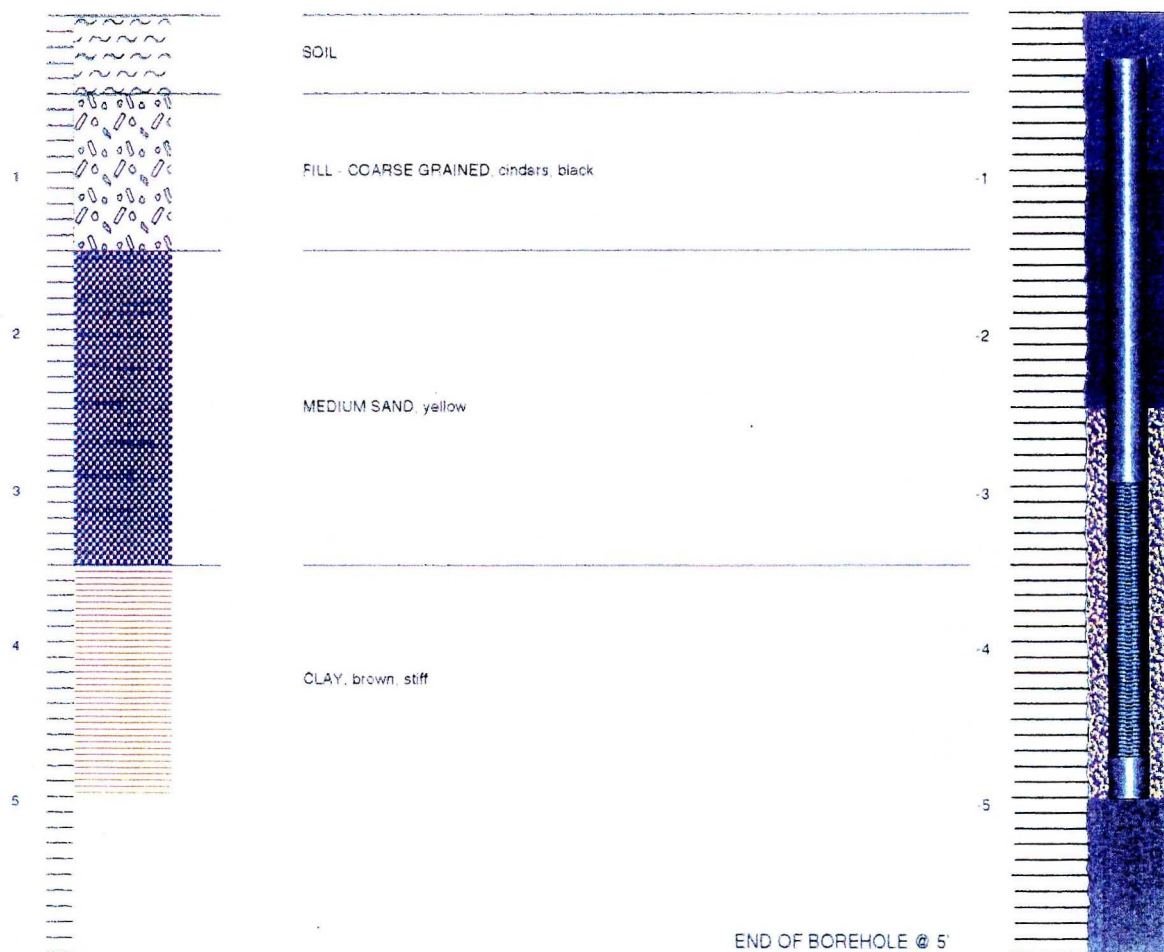 SOIL
1
FILL - COARSE GRAINED, cinders, black
-1
2
-2
MEDIUM SAND, yellow
3
-3
4
-4
CLAY, brown, stiff
5
-5
END OF BOREHOLE @ 5'